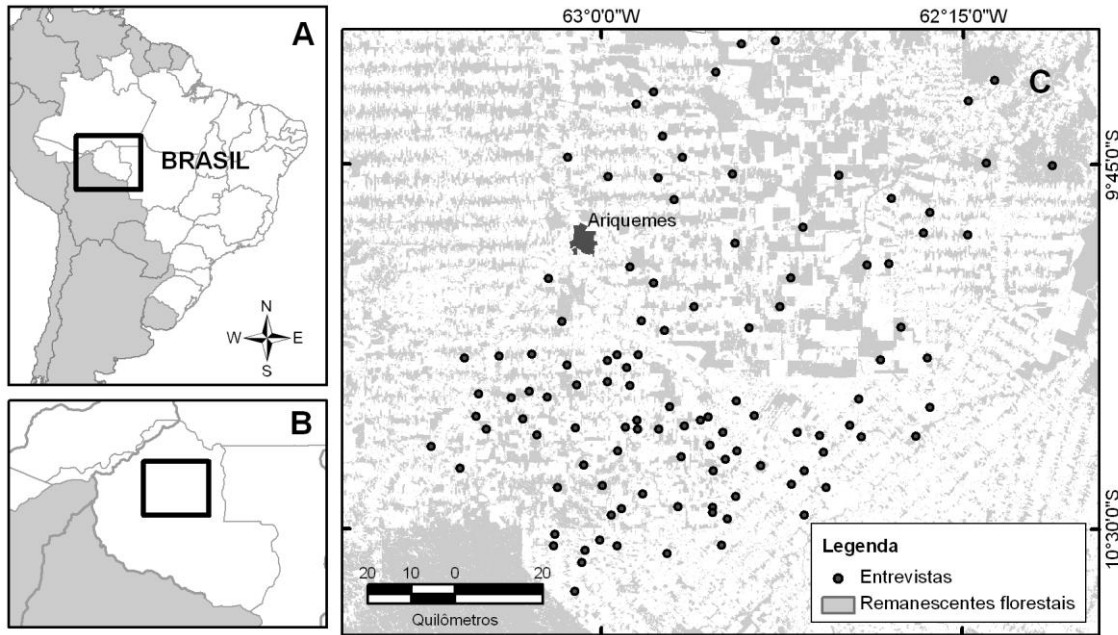 A
BRASIL
N
W E
S
B
63°0'0"W
62°15'0"W
C
9°45'0"S
Ariquemes
10°30'0"S
20 10 0 20
Quilômetros
Legenda
Entrevistas
Remanescentes florestais